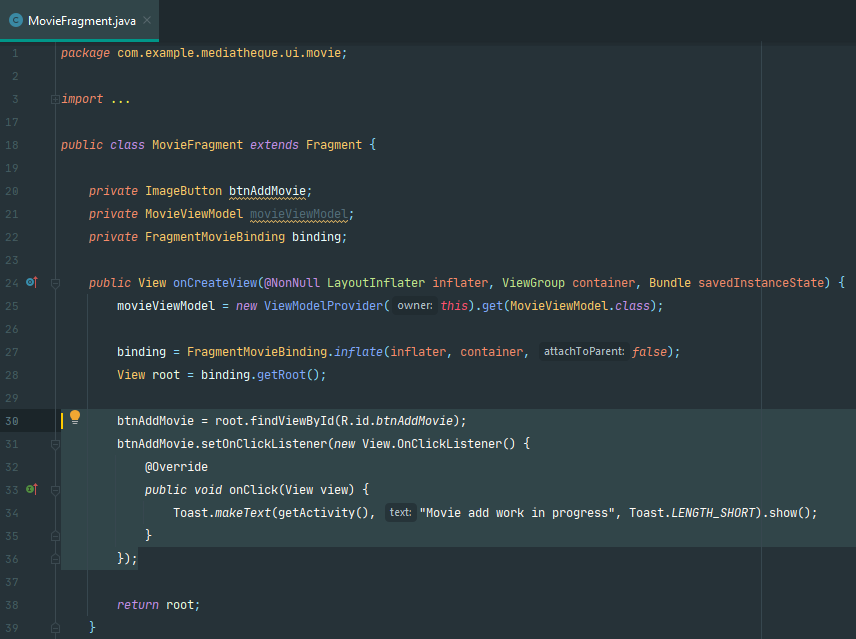 MovieFragment.java
1 package com.example.mediatheque.ui.movie;
2
3 import ...
17
18 public class MovieFragment extends Fragment {
19
20 private ImageButton btnAddMovie;
21 private MovieViewModel movieViewModel;
22 private FragmentMovieBinding binding;
23
24 public View onCreateView(@NonNull LayoutInflater inflater, ViewGroup container, Bundle savedInstanceState) {
25 movieViewModel = new ViewModelProvider( owner: this).get(MovieViewModel.class);
26
27 binding = FragmentMovieBinding.inflate(inflater, container, attachToParent: false);
28 View root = binding.getRoot();
29
30 btnAddMovie = root.findViewById(R.id.btnAddMovie);
31 btnAddMovie.setOnClickListener(new View.OnClickListener() {
32 @Override
33 public void onClick(View view) {
34 Toast.makeText(getActivity(), text: "Movie add work in progress", Toast.LENGTH_SHORT).show();
35 }
36 });
37
38 return root;
39 }